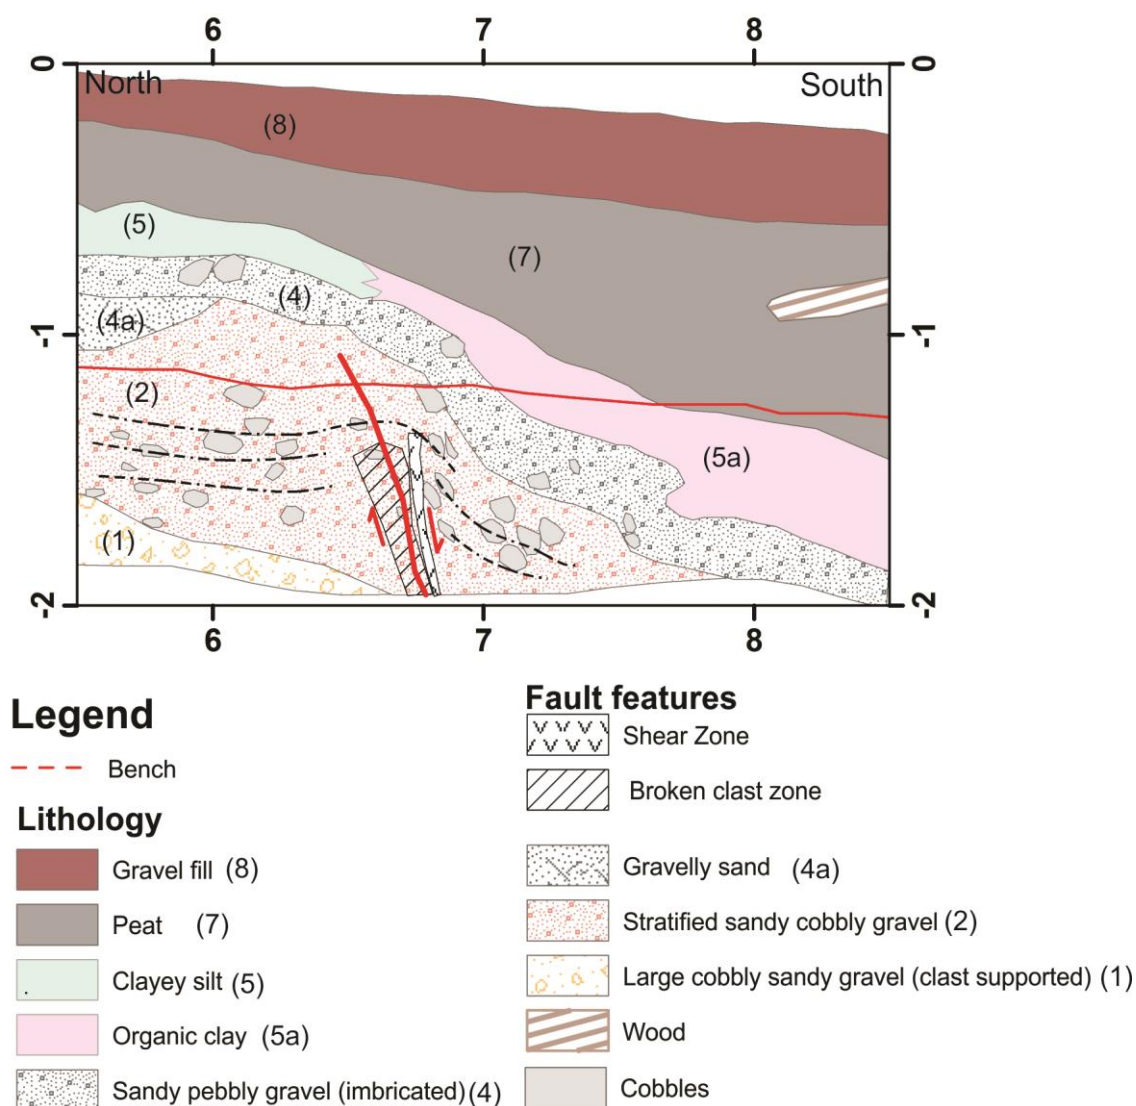 6 7 8
0 North South 0
(8)
(5)
(7)
(4)
(4a)
-1 -1
(2)
(5a)
(1)
-2 -2
6 7 8
Legend
Bench
Lithology
Gravel fill (8)
Peat (7)
Clayey silt (5)
Organic clay (5a)
Sandy pebbly gravel (imbricated) (4)
Fault features
Shear Zone
Broken clast zone
Gravelly sand (4a)
Stratified sandy cobbly gravel (2)
Large cobbly sandy gravel (clast supported) (1)
Wood
Cobbles